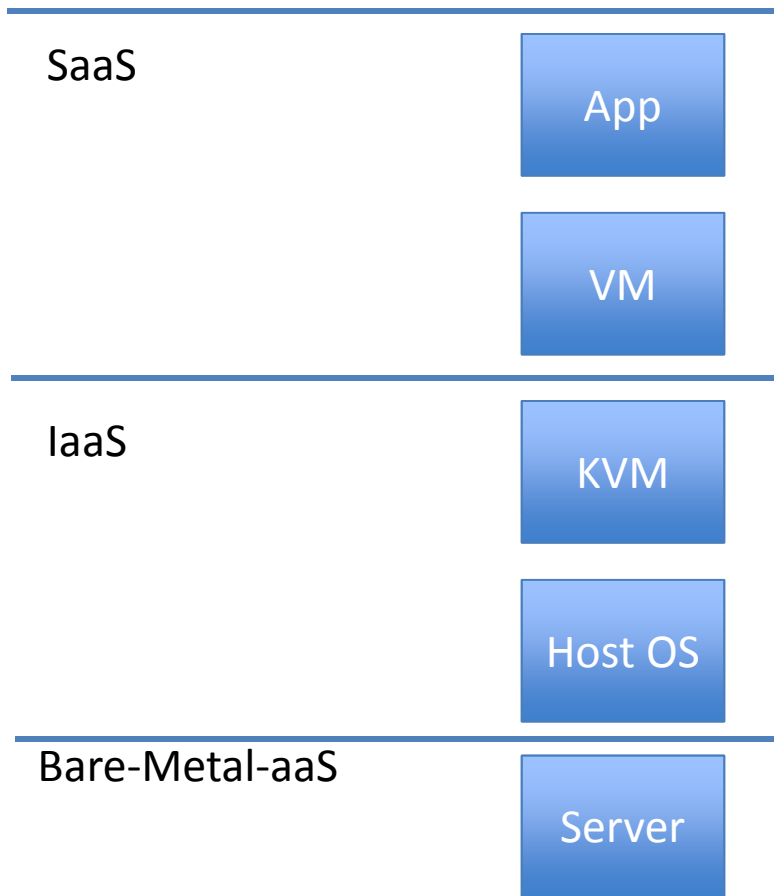 SaaS
App
VM
IaaS
KVM
Host OS
Bare-Metal-aaS
Server